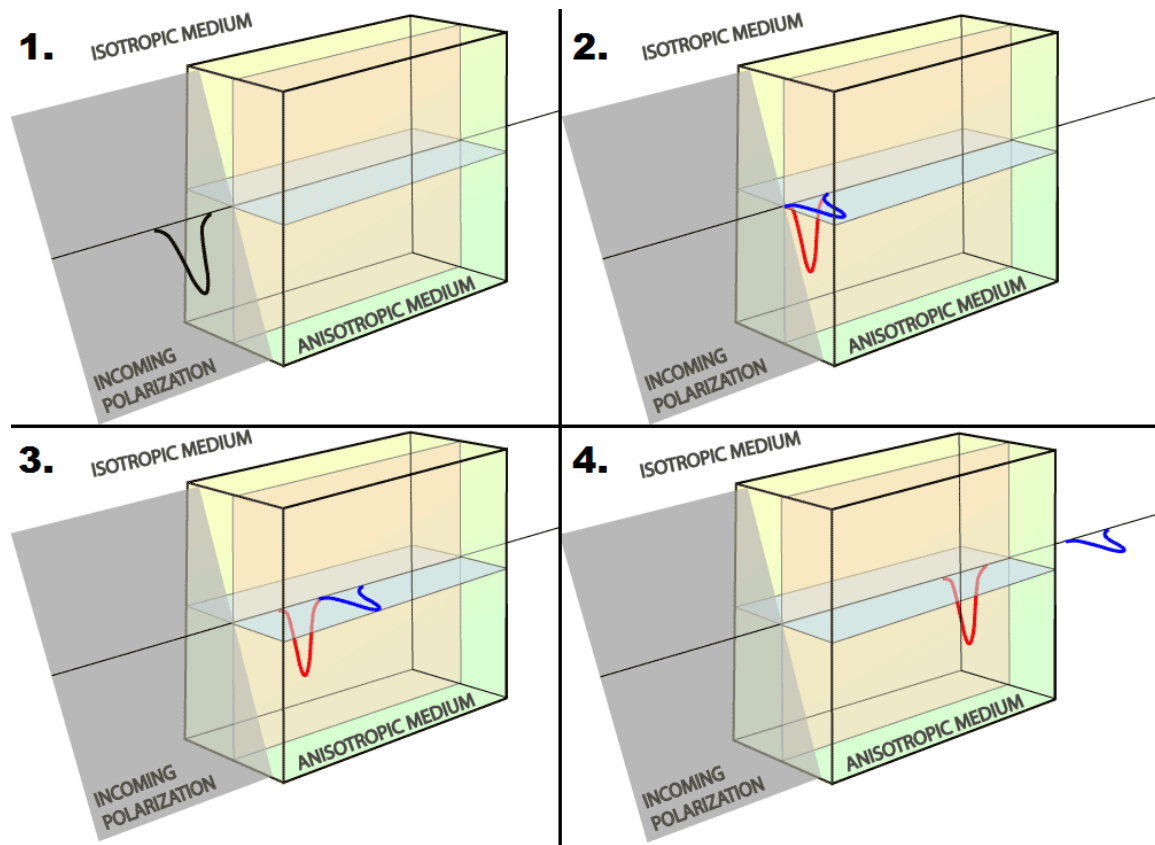 1.
ISOTROPIC MEDIUM
INCOMING
POLARIZATION
ANISOTROPIC MEDIUM
2.
ISOTROPIC MEDIUM
INCOMING
POLARIZATION
ANISOTROPIC MEDIUM
3.
ISOTROPIC MEDIUM
INCOMING
POLARIZATION
ANISOTROPIC MEDIUM
4.
ISOTROPIC MEDIUM
INCOMING
POLARIZATION
ANISOTROPIC MEDIUM